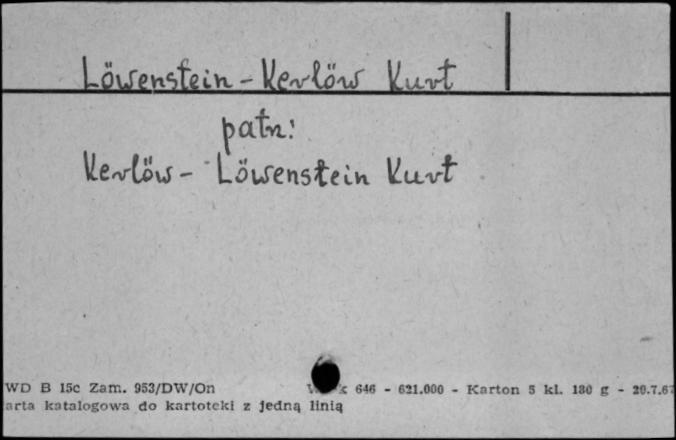 Löwenstein - Kerlöw Kurt
patrz:
Kerlöw - Löwenstein Kurt
WD B 15c Zam. 953/DW/On 646 - 621.000 - Karton 5 kl. 180 g - 29.7.67
arta katalogowa do kartoteki z jedną linią